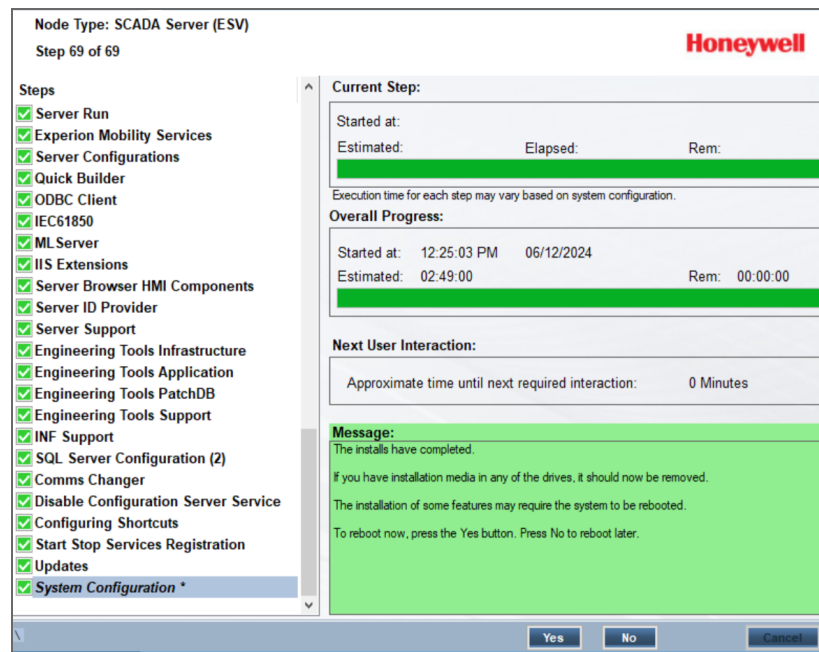 Node Type: SCADA Server (ESV)
Step 69 of 69
Honeywell
Steps
Server Run
Experion Mobility Services
Server Configurations
Quick Builder
ODBC Client
IEC61850
MLServer
IIS Extensions
Server Browser HMI Components
Server ID Provider
Server Support
Engineering Tools Infrastructure
Engineering Tools Application
Engineering Tools PatchDB
Engineering Tools Support
INF Support
SQL Server Configuration (2)
Comms Changer
Disable Configuration Server Service
Configuring Shortcuts
Start Stop Services Registration
Updates
System Configuration *
Current Step:
Started at:
Estimated: Elapsed: Rem:
Execution time for each step may vary based on system configuration.
Overall Progress:
Started at: 12:25:03 PM 06/12/2024
Estimated: 02:49:00 Rem: 00:00:00
Next User Interaction:
Approximate time until next required interaction: 0 Minutes
Message:
The installs have completed.
If you have installation media in any of the drives, it should now be removed.
The installation of some features may require the system to be rebooted.
To reboot now, press the Yes button. Press No to reboot later.
\
Yes No Cancel